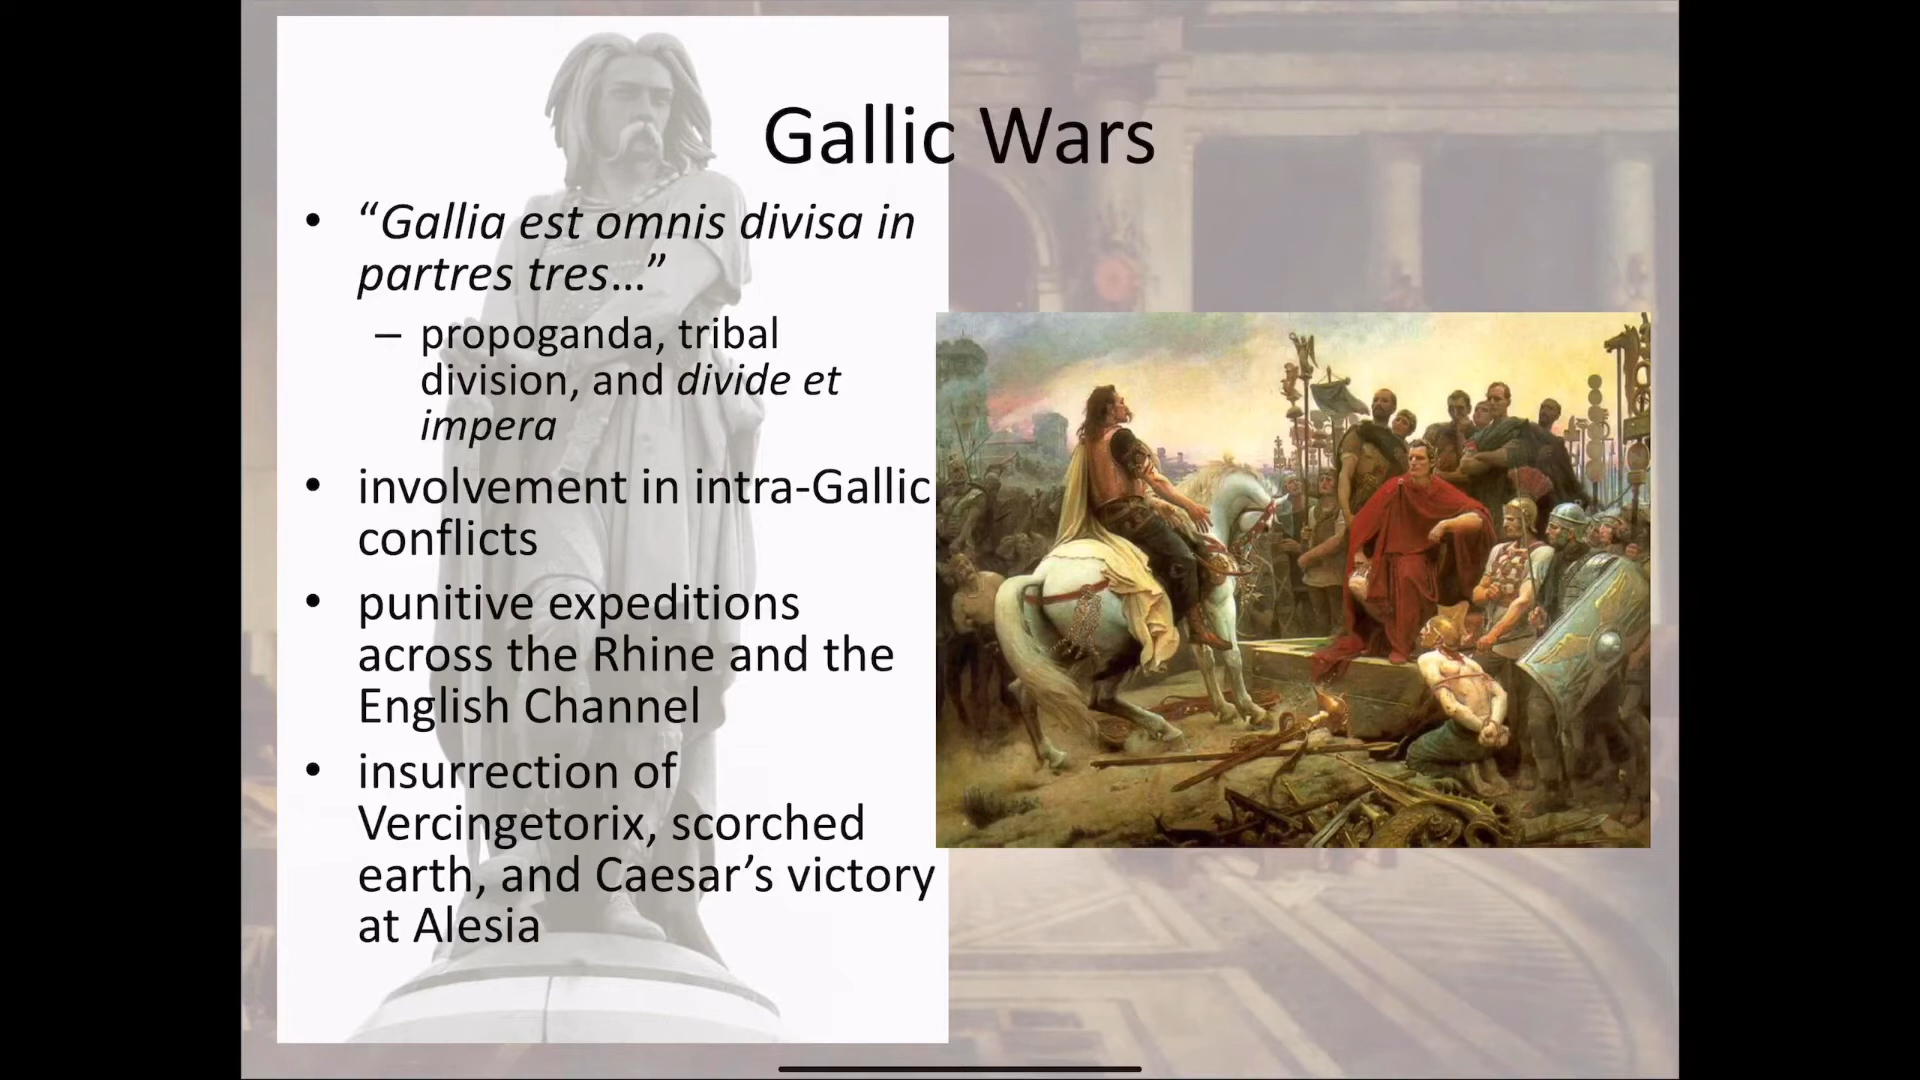 Gallic Wars
• “Gallia est omnis divisa in
partres tres…”
– propoganda, tribal
division, and divide et
impera
• involvement in intra-Gallic
conflicts
• punitive expeditions
across the Rhine and the
English Channel
• insurrection of
Vercingetorix, scorched
earth, and Caesar’s victory
at Alesia